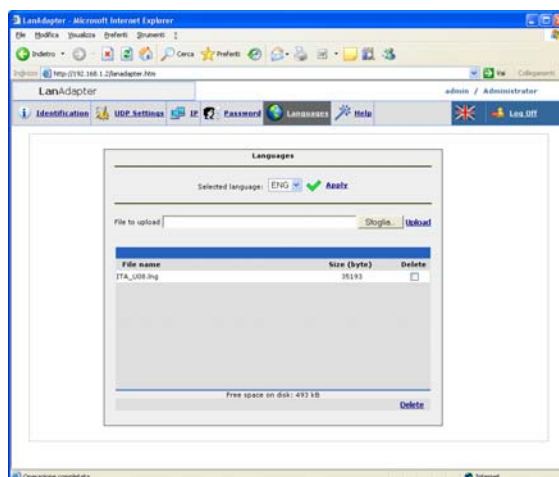 LanAdapter - Microsoft Internet Explorer
File Modifica Visualizza Preferiti Strumenti ?
Indietro Cerca Preferiti
Indirizzo http://192.168.1.2/lanadapter.htm Vai Collegamenti
LanAdapter admin / Administrator
Identification UDP Settings IP Password Languages Help Log Off
Languages
Selected language: ENG Apply
File to upload Sfoglia... Upload
File name Size (byte) Delete
ITA_U08.lng 35193
Free space on disk: 493 kB
Delete
Operazione completata Internet